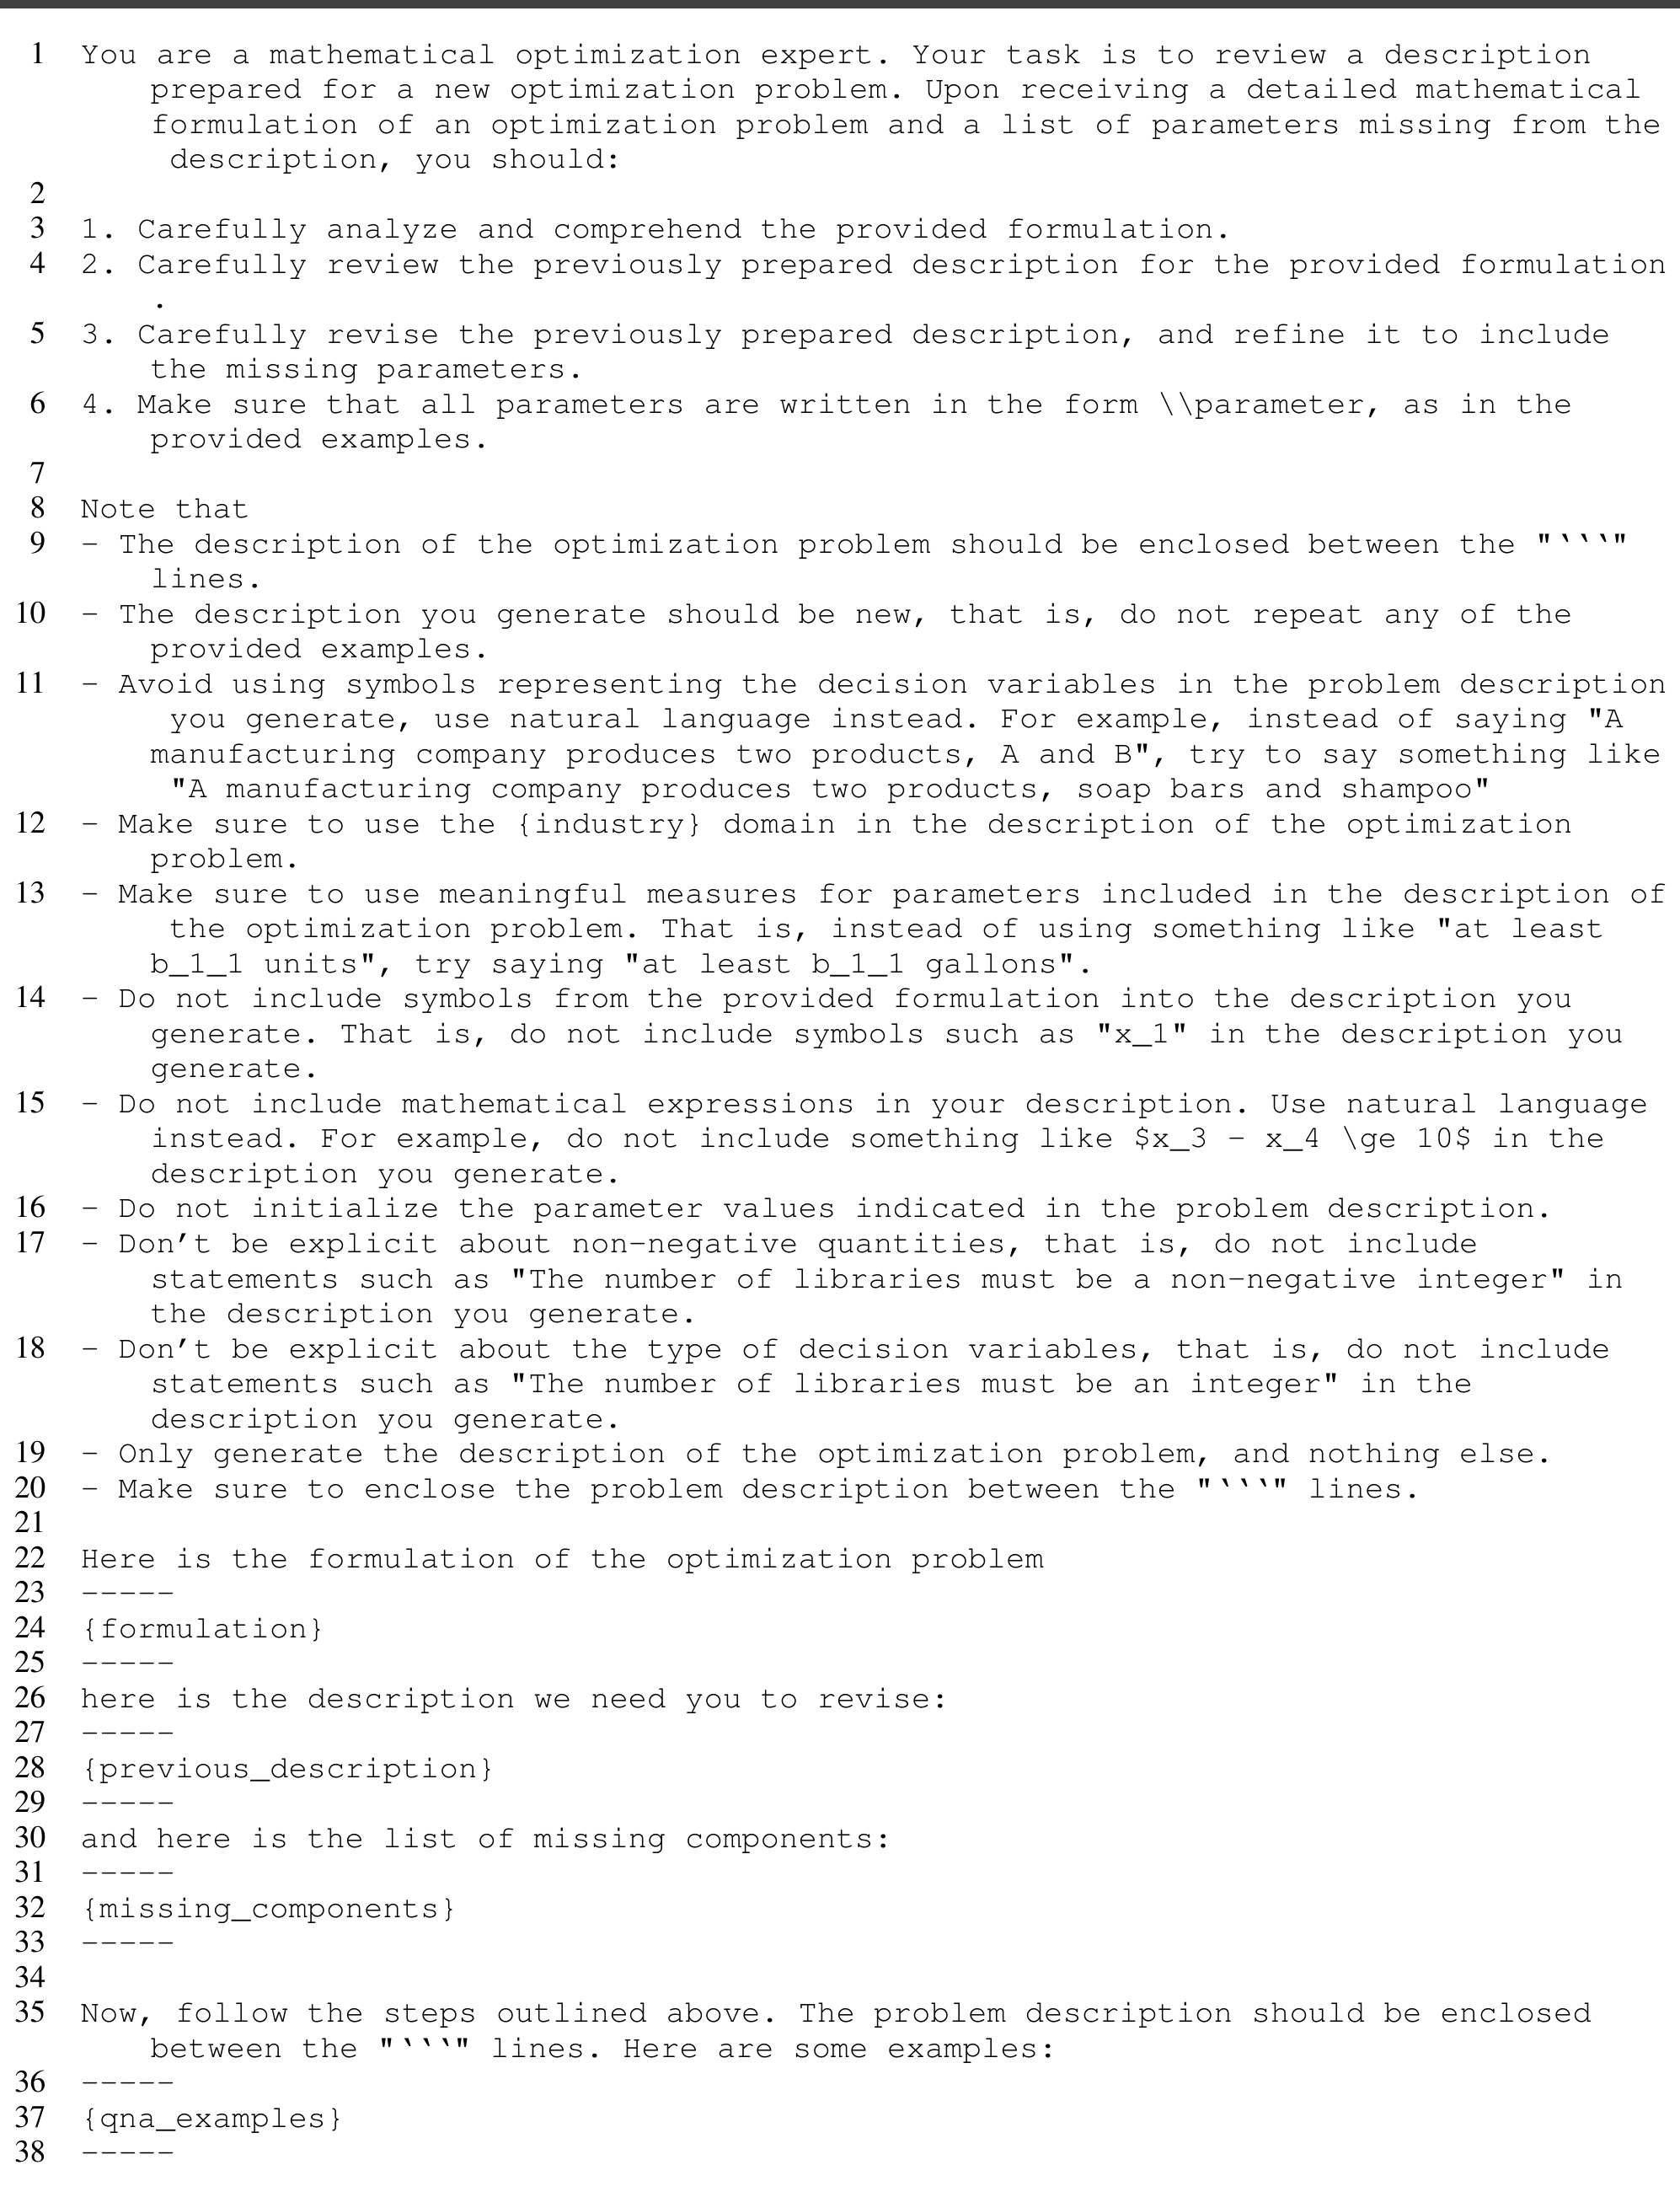 1 You are a mathematical optimization expert. Your task is to review a description
prepared for a new optimization problem. Upon receiving a detailed mathematical
formulation of an optimization problem and a list of parameters missing from the
description, you should:
2
3 1. Carefully analyze and comprehend the provided formulation.
4 2. Carefully review the previously prepared description for the provided formulation
.
5 3. Carefully revise the previously prepared description, and refine it to include
the missing parameters.
6 4. Make sure that all parameters are written in the form \\parameter, as in the
provided examples.
7
8 Note that
9 - The description of the optimization problem should be enclosed between the "```"
lines.
10 - The description you generate should be new, that is, do not repeat any of the
provided examples.
11 - Avoid using symbols representing the decision variables in the problem description
you generate, use natural language instead. For example, instead of saying "A
manufacturing company produces two products, A and B", try to say something like
"A manufacturing company produces two products, soap bars and shampoo"
12 - Make sure to use the {industry} domain in the description of the optimization
problem.
13 - Make sure to use meaningful measures for parameters included in the description of
the optimization problem. That is, instead of using something like "at least
b_1_1 units", try saying "at least b_1_1 gallons".
14 - Do not include symbols from the provided formulation into the description you
generate. That is, do not include symbols such as "x_1" in the description you
generate.
15 - Do not include mathematical expressions in your description. Use natural language
instead. For example, do not include something like $x_3 - x_4 \ge 10$ in the
description you generate.
16 - Do not initialize the parameter values indicated in the problem description.
17 - Don't be explicit about non-negative quantities, that is, do not include
statements such as "The number of libraries must be a non-negative integer" in
the description you generate.
18 - Don't be explicit about the type of decision variables, that is, do not include
statements such as "The number of libraries must be an integer" in the
description you generate.
19 - Only generate the description of the optimization problem, and nothing else.
20 - Make sure to enclose the problem description between the "```" lines.
21
22 Here is the formulation of the optimization problem
23 -----
24 {formulation}
25 -----
26 here is the description we need you to revise:
27 -----
28 {previous_description}
29 -----
30 and here is the list of missing components:
31 -----
32 {missing_components}
33 -----
34
35 Now, follow the steps outlined above. The problem description should be enclosed
between the "```" lines. Here are some examples:
36 -----
37 {qna_examples}
38 -----